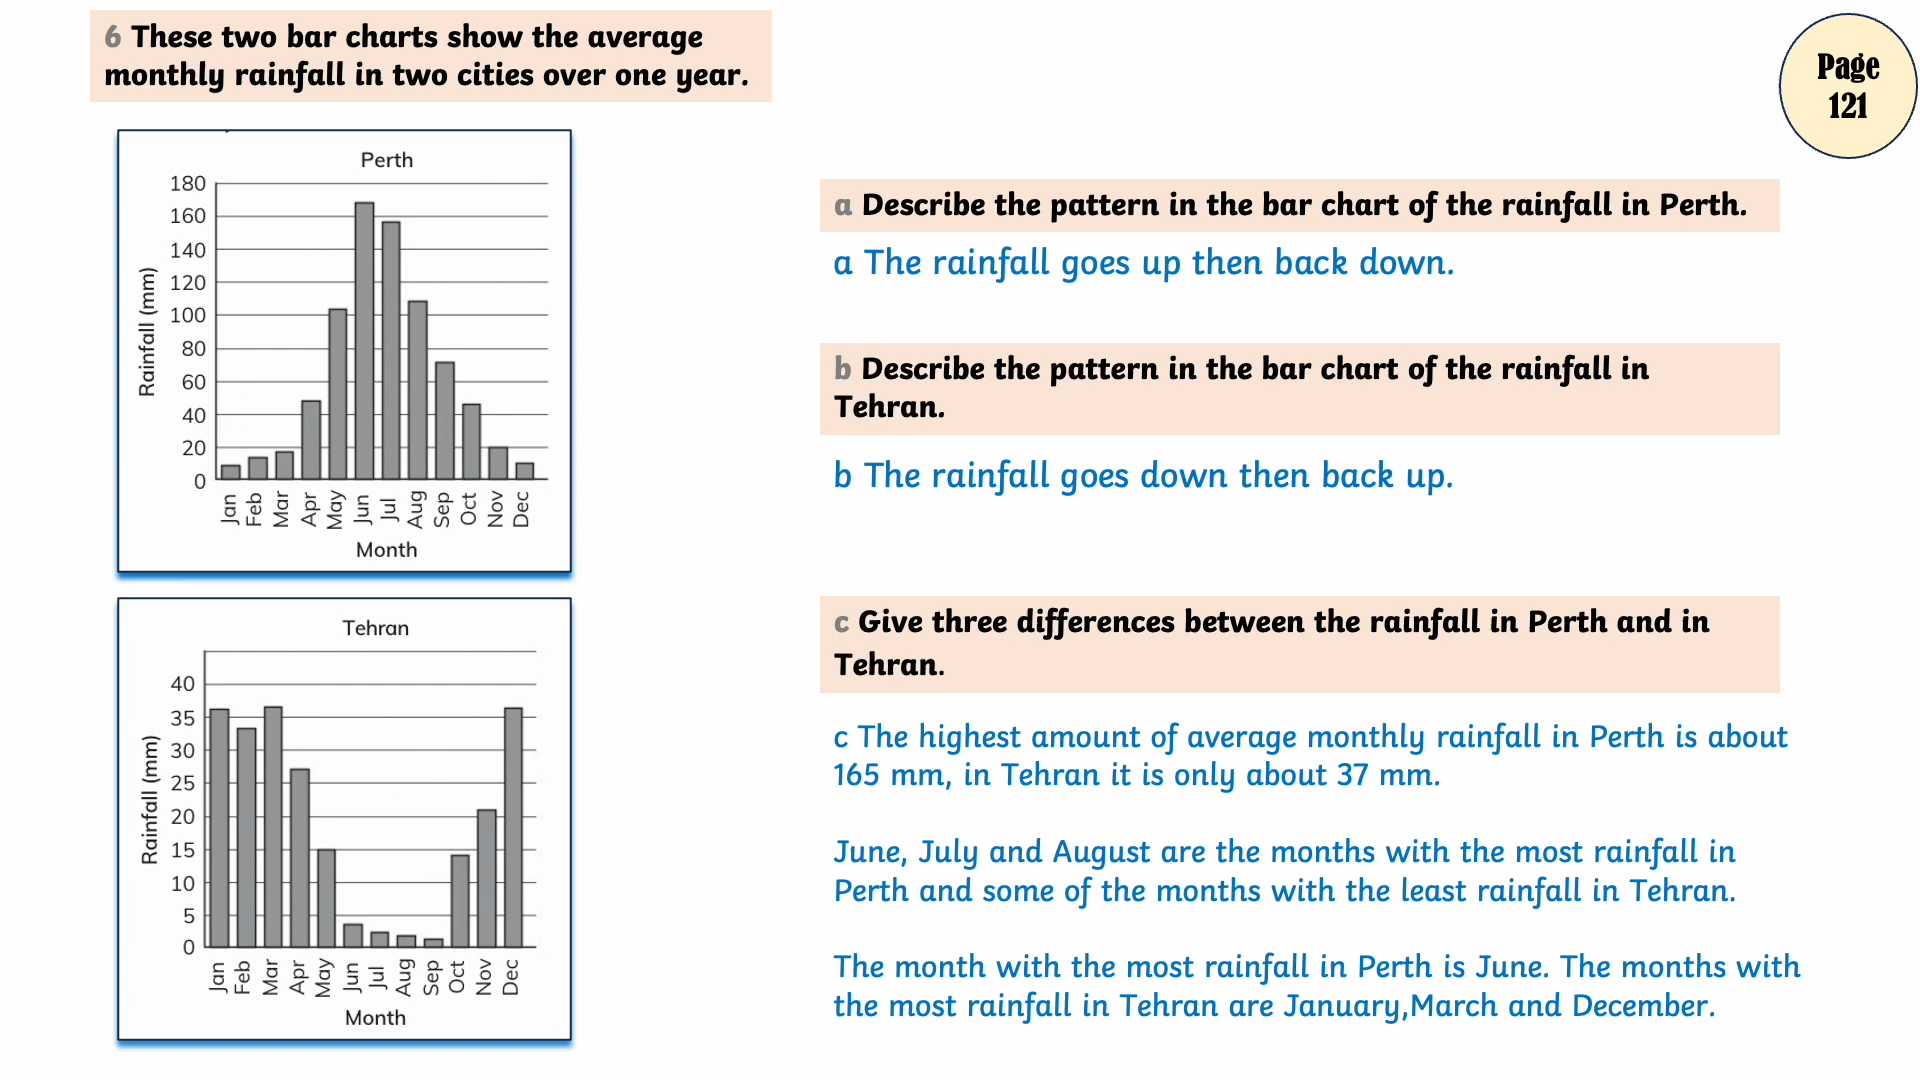 6 These two bar charts show the average
monthly rainfall in two cities over one year.
Page
121
Perth
180
160
140
120
100
80
60
40
20
0
Rainfall (mm)
Jan Feb Mar Apr May Jun Jul Aug Sep Oct Nov Dec
Month
Tehran
40
35
30
25
20
15
10
5
0
Rainfall (mm)
Jan Feb Mar Apr May Jun Jul Aug Sep Oct Nov Dec
Month
a Describe the pattern in the bar chart of the rainfall in Perth.
a The rainfall goes up then back down.
b Describe the pattern in the bar chart of the rainfall in
Tehran.
b The rainfall goes down then back up.
c Give three differences between the rainfall in Perth and in
Tehran.
c The highest amount of average monthly rainfall in Perth is about
165 mm, in Tehran it is only about 37 mm.
June, July and August are the months with the most rainfall in
Perth and some of the months with the least rainfall in Tehran.
The month with the most rainfall in Perth is June. The months with
the most rainfall in Tehran are January,March and December.